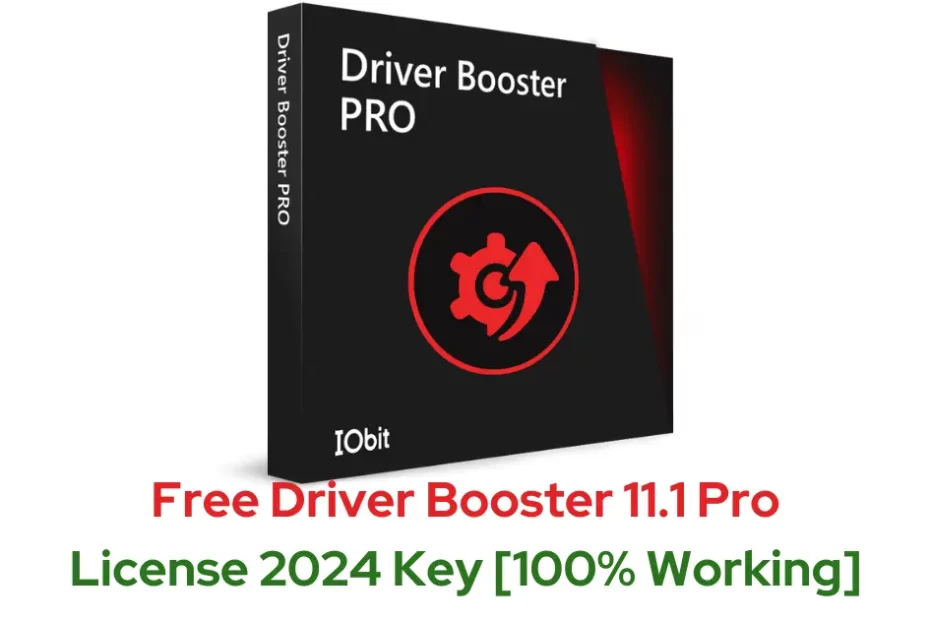 Driver Booster PRO
Driver Booster
PRO
IObit
Free Driver Booster 11.1 Pro
License 2024 Key [100% Working]